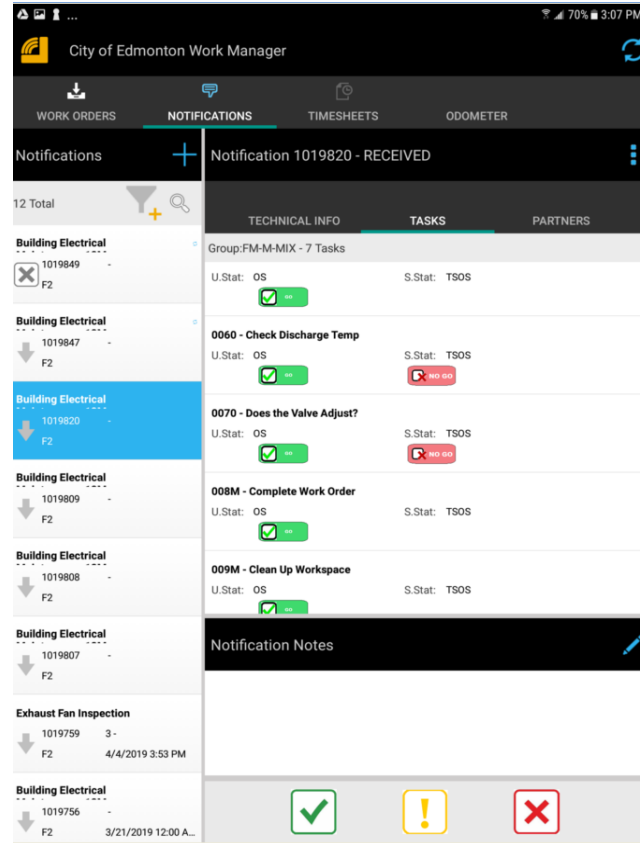 ... 70% 3:07 PM
City of Edmonton Work Manager
WORK ORDERS NOTIFICATIONS TIMESHEETS ODOMETER
Notifications
Notification 1019820 - RECEIVED
12 Total
TECHNICAL INFO TASKS PARTNERS
Group:FM-M-MIX - 7 Tasks
Building Electrical
1019849 -
F2
Building Electrical
1019847 -
F2
Building Electrical
1019820 -
F2
Building Electrical
1019809 -
F2
Building Electrical
1019808 -
F2
Building Electrical
1019807 -
F2
Exhaust Fan Inspection
1019759 3 -
F2 4/4/2019 3:53 PM
Building Electrical
1019756 -
F2 3/21/2019 12:00 A...
U.Stat: OS S.Stat: TSOS
GO
0060 - Check Discharge Temp
U.Stat: OS S.Stat: TSOS
GO NO GO
0070 - Does the Valve Adjust?
U.Stat: OS S.Stat: TSOS
GO NO GO
008M - Complete Work Order
U.Stat: OS S.Stat: TSOS
GO
009M - Clean Up Workspace
U.Stat: OS S.Stat: TSOS
Notification Notes